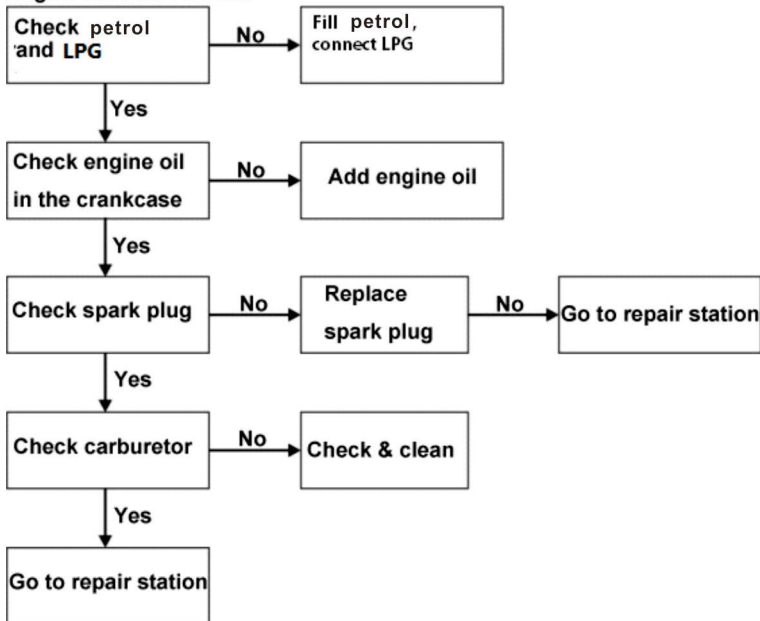 Check petrol
and LPG
No
Fill petrol,
connect LPG
Yes
Check engine oil
in the crankcase
No
Add engine oil
Yes
Check spark plug
No
Replace
spark plug
No
Go to repair station
Yes
Check carburetor
No
Check & clean
Yes
Go to repair station